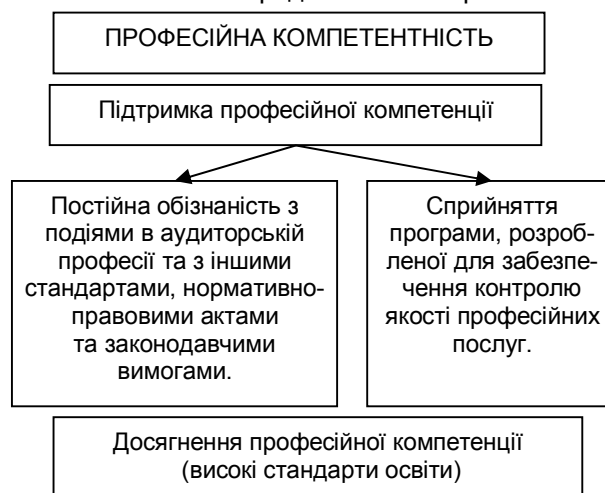 ПРОФЕСІЙНА КОМПЕТЕНТНІСТЬ
Підтримка професійної компетенції
Постійна обізнаність з
подіями в аудиторській
професії та з іншими
стандартами, нормативно-
правовими актами
та законодавчими
вимогами.
Сприйняття
програми, розроб-
леної для забезпе-
чення контролю
якості професійних
послуг.
Досягнення професійної компетенції
(високі стандарти освіти)